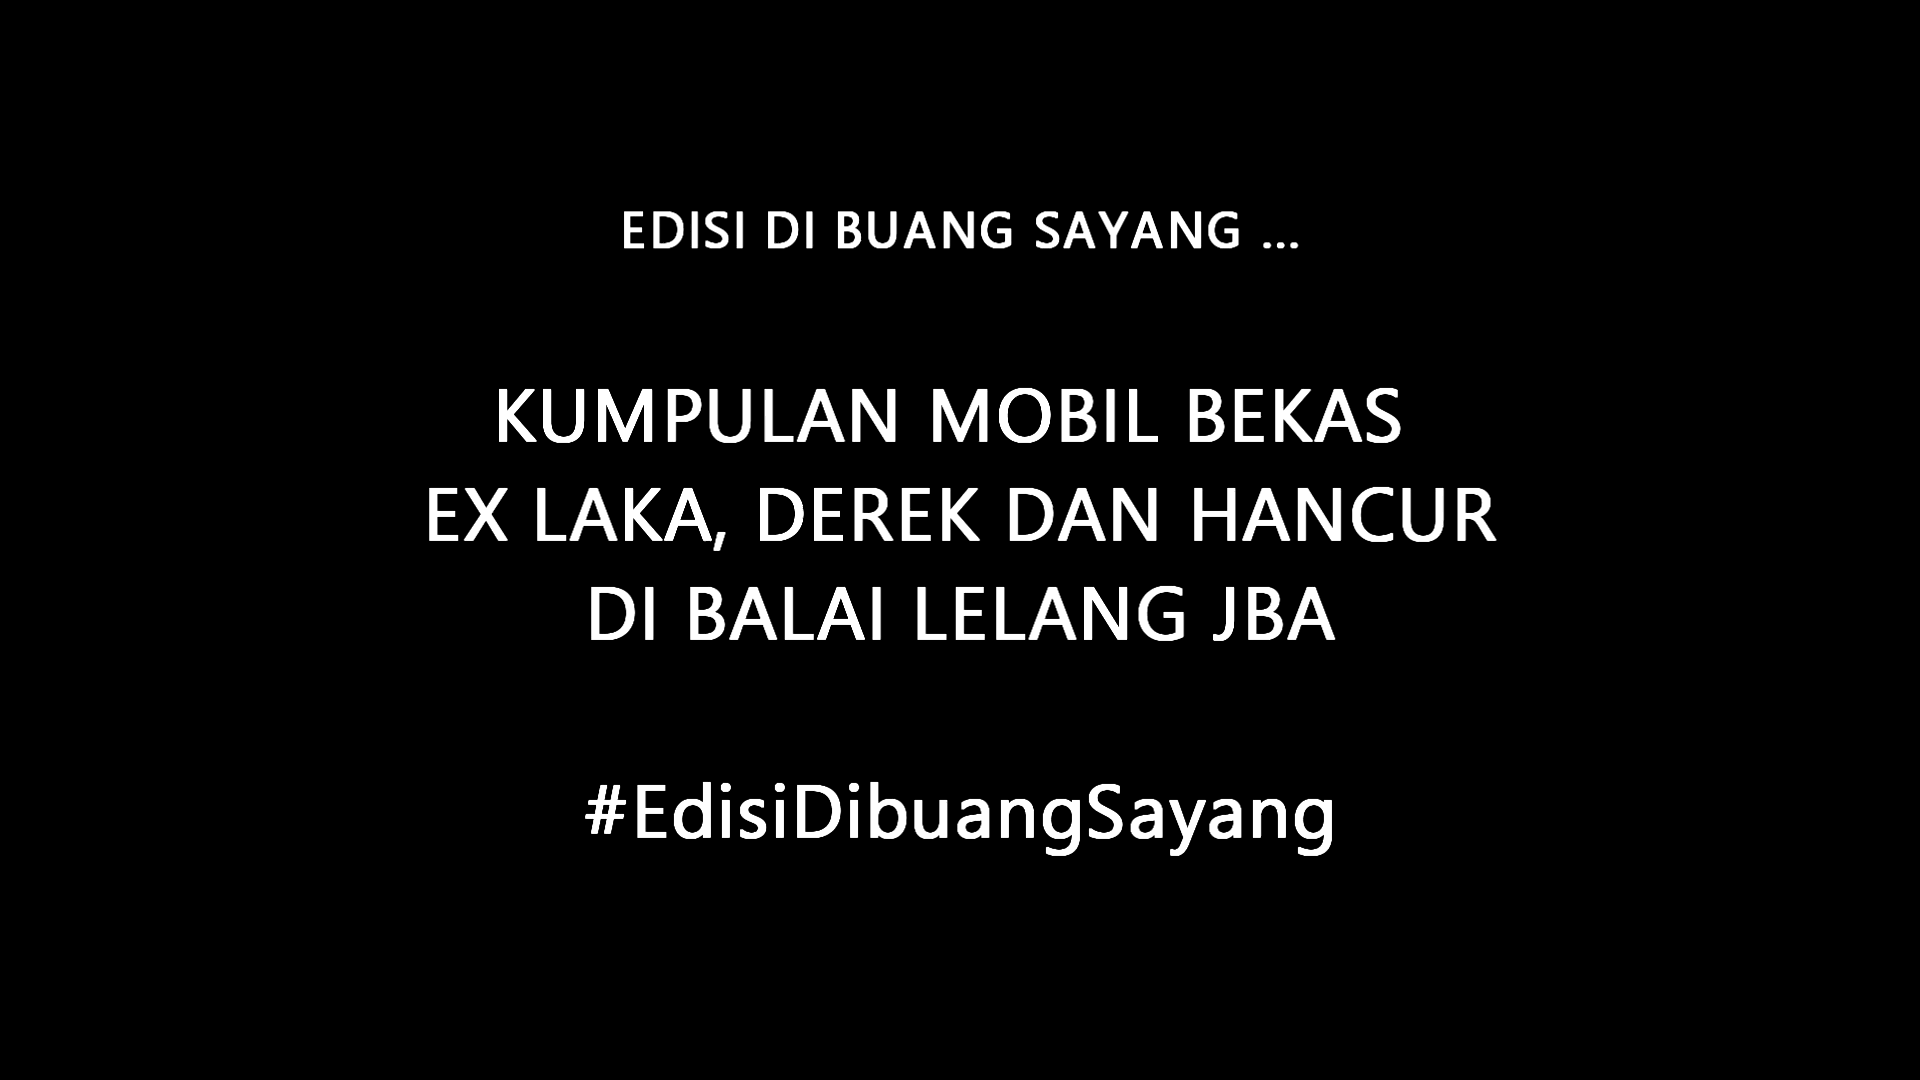 EDISI DI BUANG SAYANG ...
KUMPULAN MOBIL BEKAS
EX LAKA, DEREK DAN HANCUR
DI BALAI LELANG JBA
#EdisiDibuangSayang